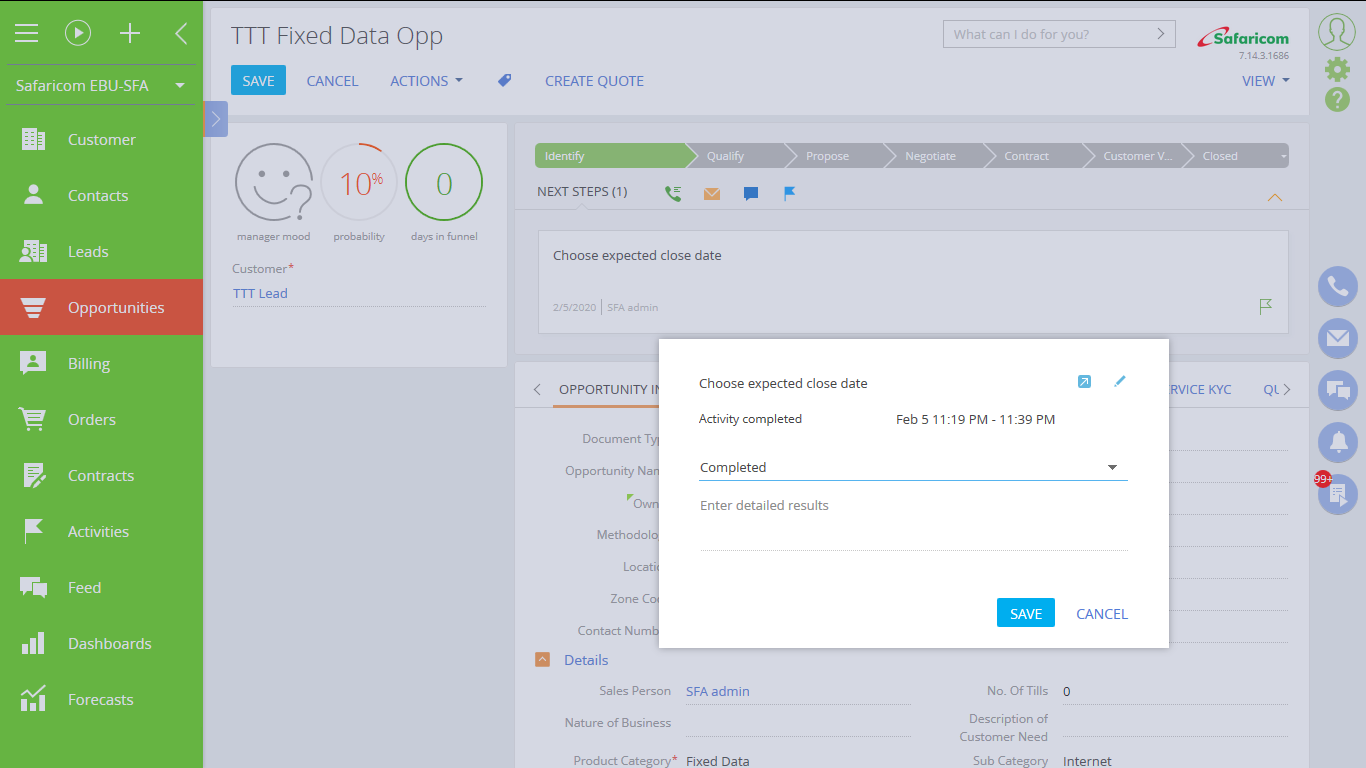 Safaricom EBU-SFA
Customer
Contacts
Leads
Opportunities
Billing
Orders
Contracts
Activities
Feed
Dashboards
Forecasts
TTT Fixed Data Opp
What can I do for you?
Safaricom
7.14.3.1686
SAVE
CANCEL
ACTIONS
CREATE QUOTE
VIEW
10%
0
manager mood
probability
days in funnel
Customer*
TTT Lead
Identify
Qualify
Propose
Negotiate
Contract
Customer V...
Closed
NEXT STEPS (1)
Choose expected close date
2/5/2020
SFA admin
OPPORTUNITY IN
RVICE KYC
QU
Document Typ
Opportunity Nam
Own
Methodolog
Locatio
Zone Co
Contact Numb
Choose expected close date
Activity completed
Feb 5 11:19 PM - 11:39 PM
Completed
Enter detailed results
SAVE
CANCEL
Details
Sales Person
SFA admin
No. Of Tills
0
Nature of Business
Description of
Customer Need
Product Category*
Fixed Data
Sub Category
Internet
?
99+